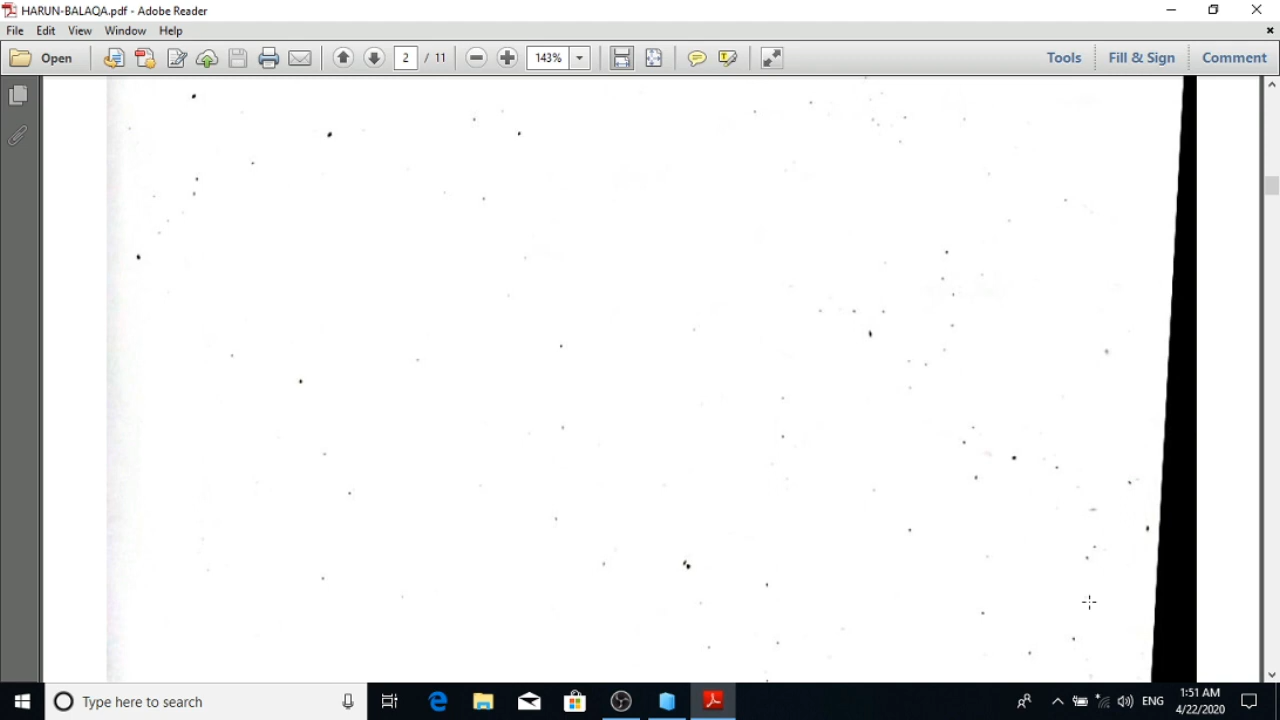 HARUN-BALAQA.pdf - Adobe Reader
File Edit View Window Help
Open 2 / 11 143% Tools Fill & Sign Comment
Type here to search
ENG
1:51 AM
4/22/2020